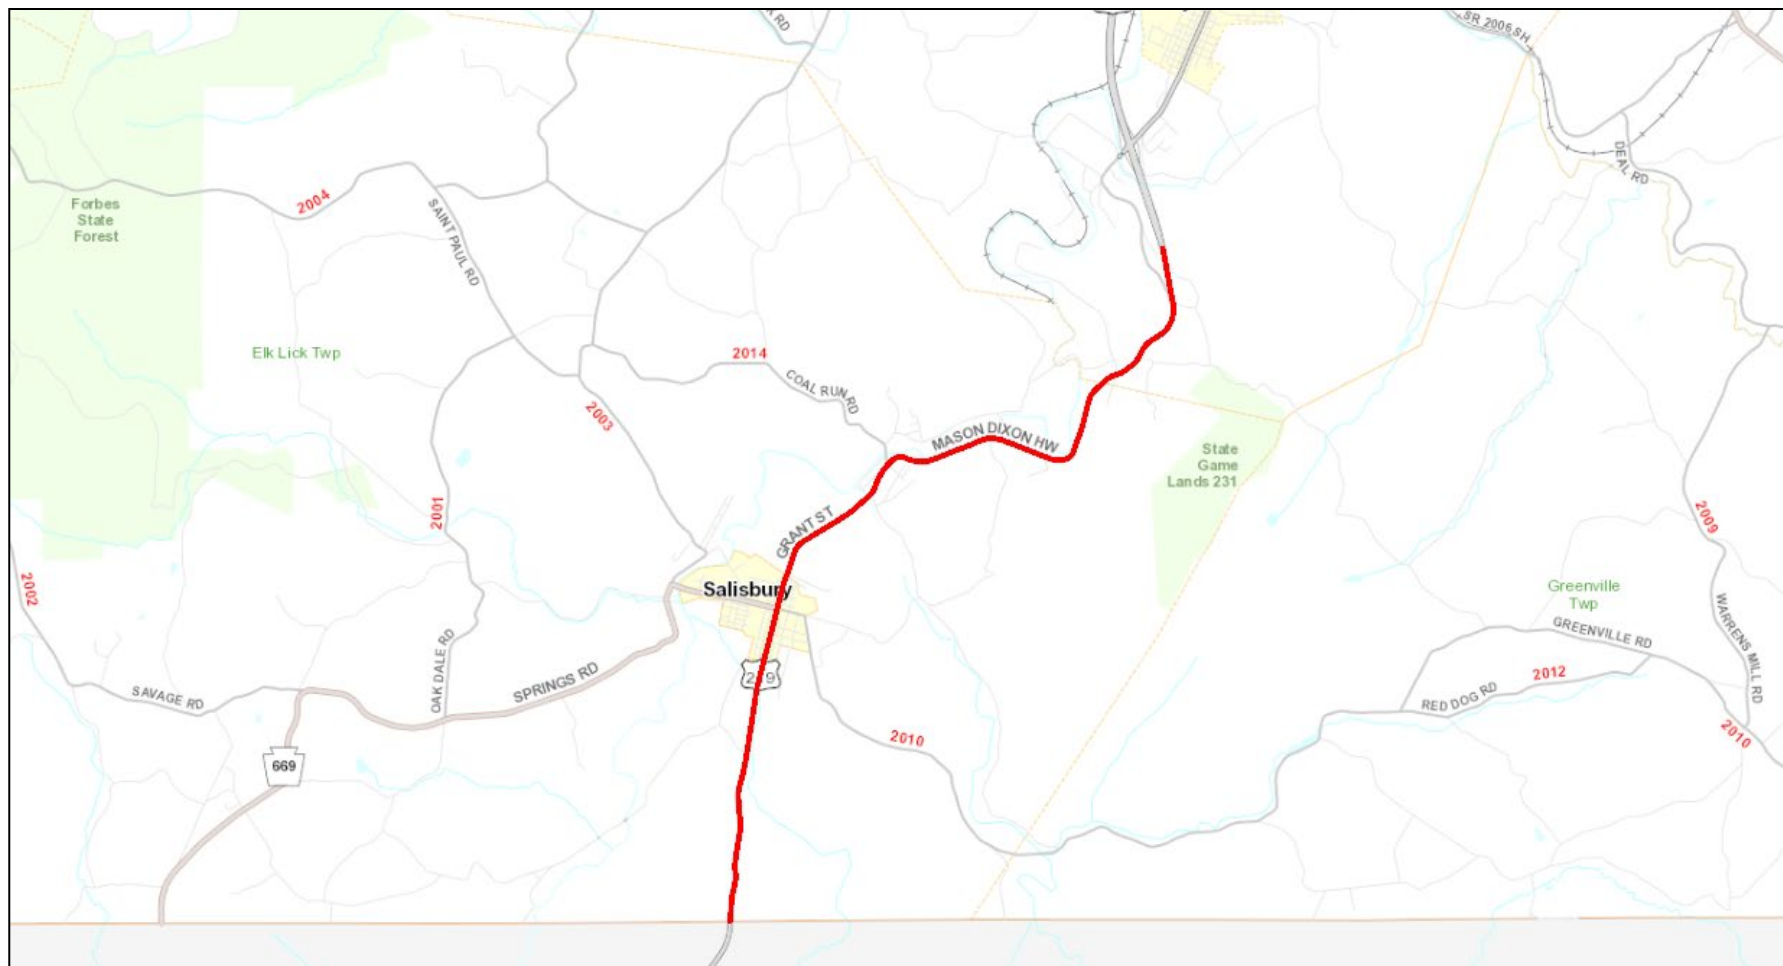 RD
SR 2006 SH
DEAL RD
Forbes
State
Forest
2004
SAINT PAUL RD
Elk Lick Twp
2014
COAL RUN RD
2003
MASON DIXON HW
State
Game
Lands 231
2001
GRANT ST
2009
2002
Salisbury
Greenville
Twp
WARRENS MILL RD
GREENVILLE RD
OAK DALE RD
SPRINGS RD
SAVAGE RD
2012
RED DOG RD
2010
2010
669